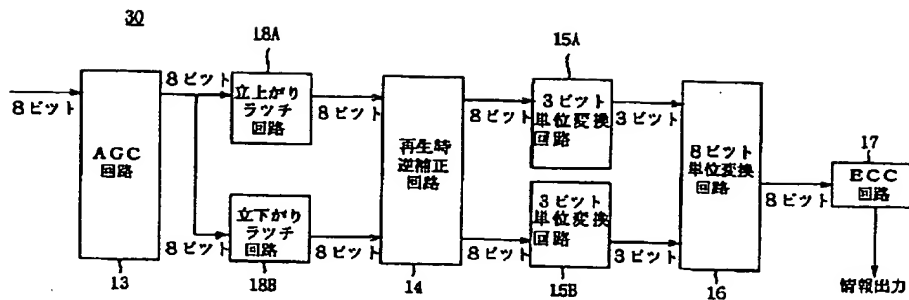 30
18A
15A
8ビット
AGC
回路
13
8ビット
8ビット
立上がり
ラッチ
回路
立下がり
ラッチ
回路
18B
8ビット
8ビット
再生時
逆補正
回路
14
8ビット
8ビット
3ビット
単位変換
回路
3ビット
単位変換
回路
15B
3ビット
3ビット
8ビット
単位変換
回路
16
8ビット
17
ECC
回路
情報出力